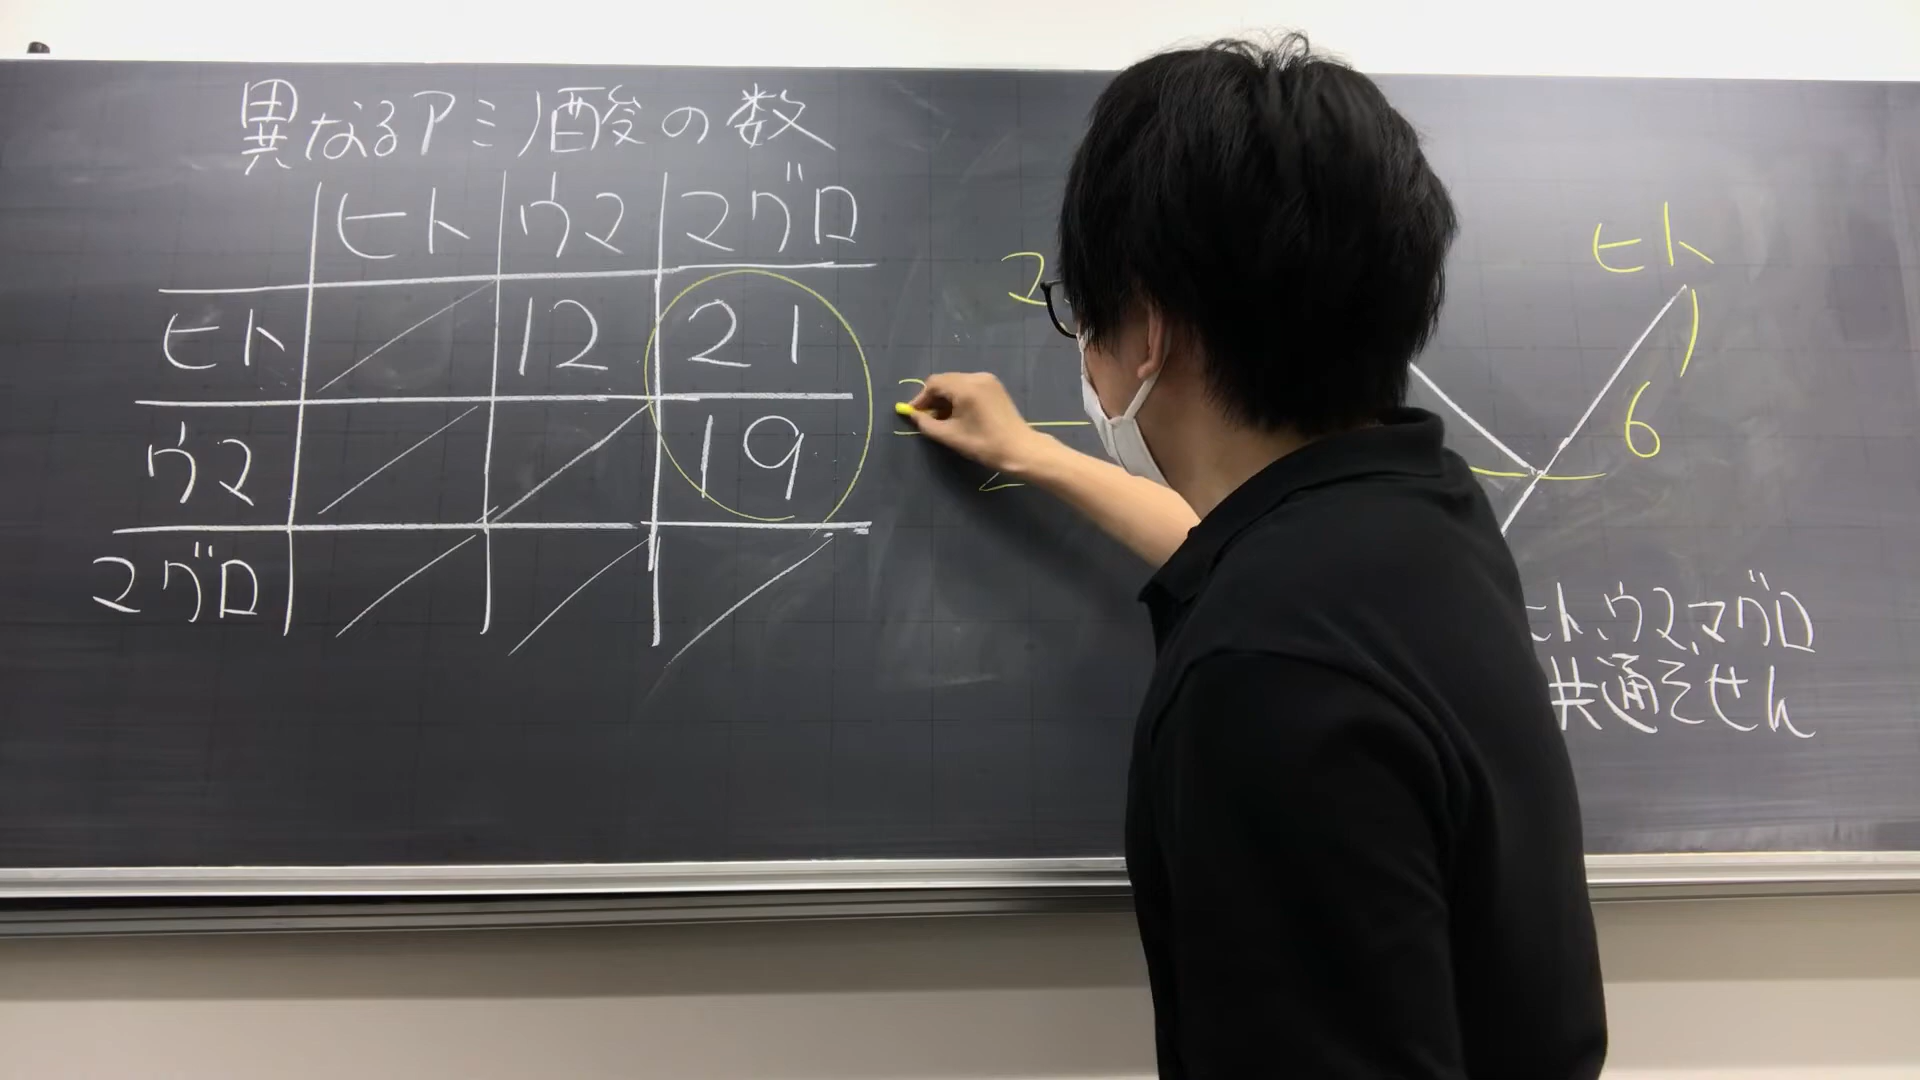 異なるアミノ酸の数
ヒト ウマ マグロ
ヒト 12 21
ウマ 19
マグロ
2
ヒト
6
ヒト、ウマ、マグロ
共通ぞせん